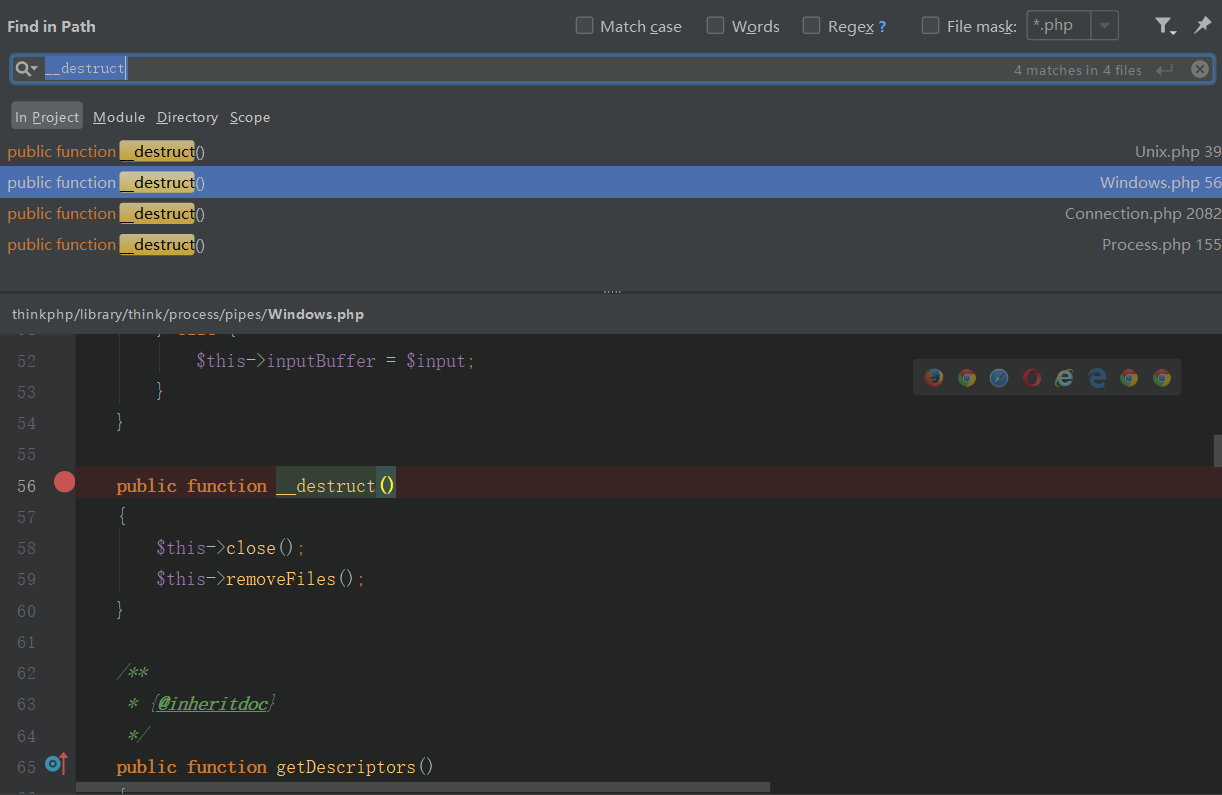 Find in Path
Match case
Words
Regex ?
File mask:
*.php
__destruct
4 matches in 4 files
In Project
Module
Directory
Scope
public function __destruct() Unix.php 39
public function __destruct() Windows.php 56
public function __destruct() Connection.php 2082
public function __destruct() Process.php 155
thinkphp/library/think/process/pipes/Windows.php
52 $this->inputBuffer = $input;
53 }
54 }
55
56 public function __destruct()
57 {
58 $this->close();
59 $this->removeFiles();
60 }
61
62 /**
63 * {@inheritdoc}
64 */
65 public function getDescriptors()